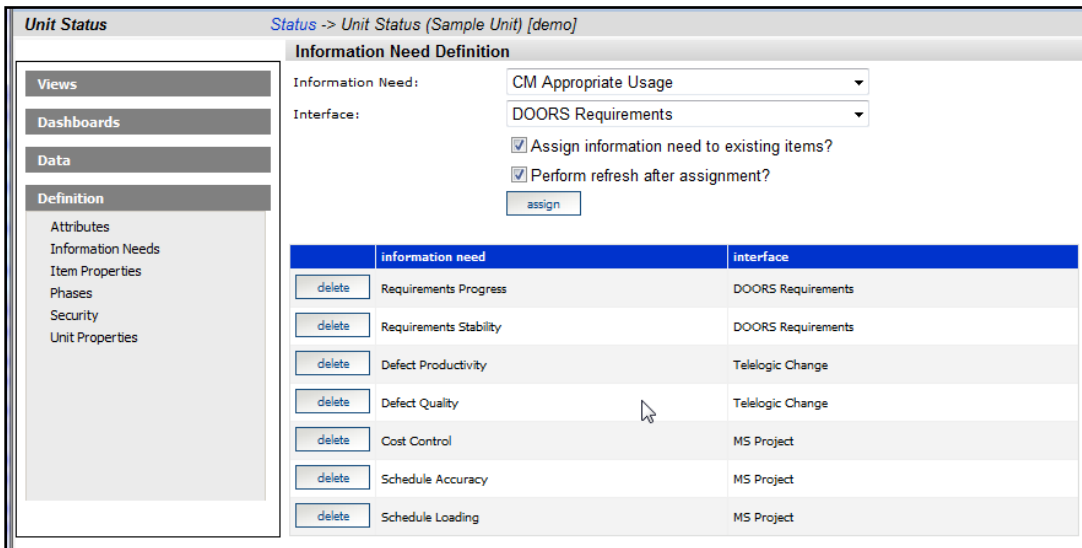 Unit Status
Status -> Unit Status (Sample Unit) [demo]
Information Need Definition
Views
Dashboards
Data
Definition
Attributes
Information Needs
Item Properties
Phases
Security
Unit Properties
Information Need: CM Appropriate Usage
Interface: DOORS Requirements
Assign information need to existing items?
Perform refresh after assignment?
assign
information need interface
delete Requirements Progress DOORS Requirements
delete Requirements Stability DOORS Requirements
delete Defect Productivity Telelogic Change
delete Defect Quality Telelogic Change
delete Cost Control MS Project
delete Schedule Accuracy MS Project
delete Schedule Loading MS Project